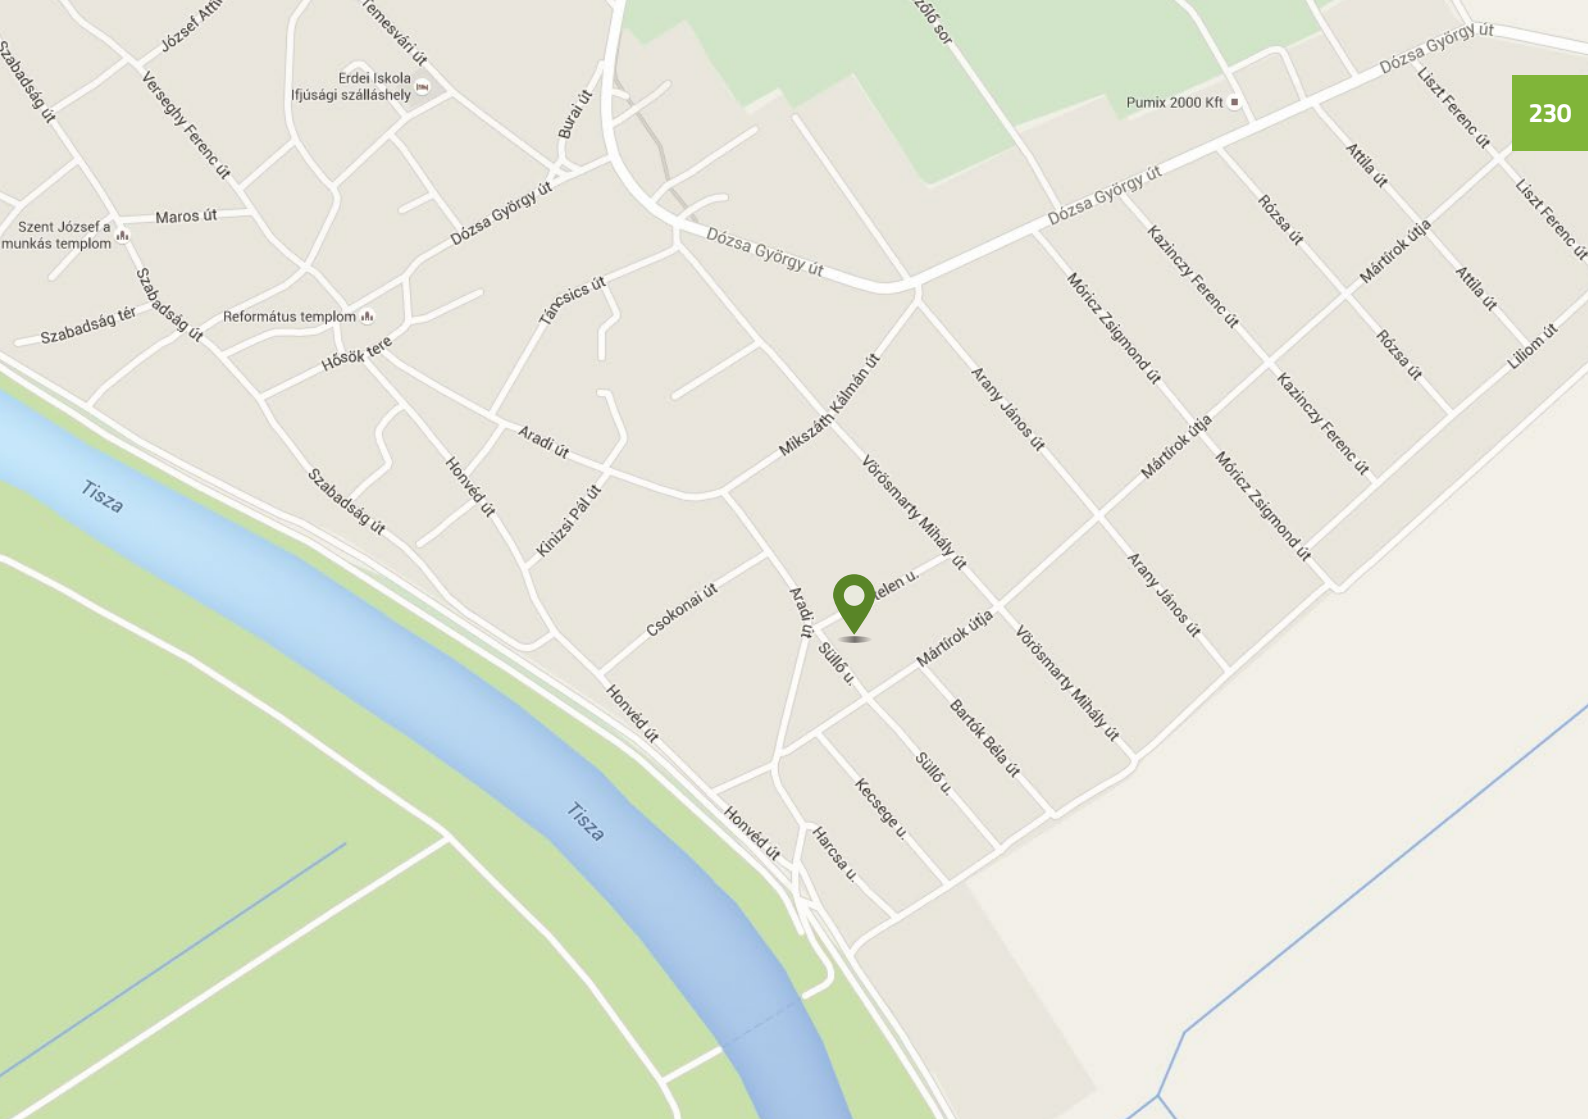 József Atti
Temesvári út
zőlő sor
Dózsa György út
Szabadság út
Verseghy Ferenc út
Erdei Iskola
Ifjúsági szálláshely
Burai út
Pumix 2000 Kft
Liszt Ferenc út
230
Attila út
Dózsa György út
Maros út
Dózsa György út
Rózsa út
Liszt Ferenc út
Szent József a
munkás templom
Dózsa György út
Kazinczy Ferenc út
Mártírok útja
Szabadság út
Táncsics út
Móricz Zsigmond út
Attila út
Szabadság tér
Református templom
Hősök tere
Rózsa út
Liliom út
Mikszáth Kálmán út
Arany János út
Kazinczy Ferenc út
Aradi út
Mártírok útja
Tisza
Szabadság út
Honvéd út
Vörösmarty Mihály út
Móricz Zsigmond út
Kinizsi Pál út
telen u.
Arany János út
Csokonai út
Aradi út
Mártírok útja
Süllő u.
Vörösmarty Mihály út
Honvéd út
Bartók Béla út
Süllő u.
Tisza
Kecsege u.
Honvéd út
Harcsa u.